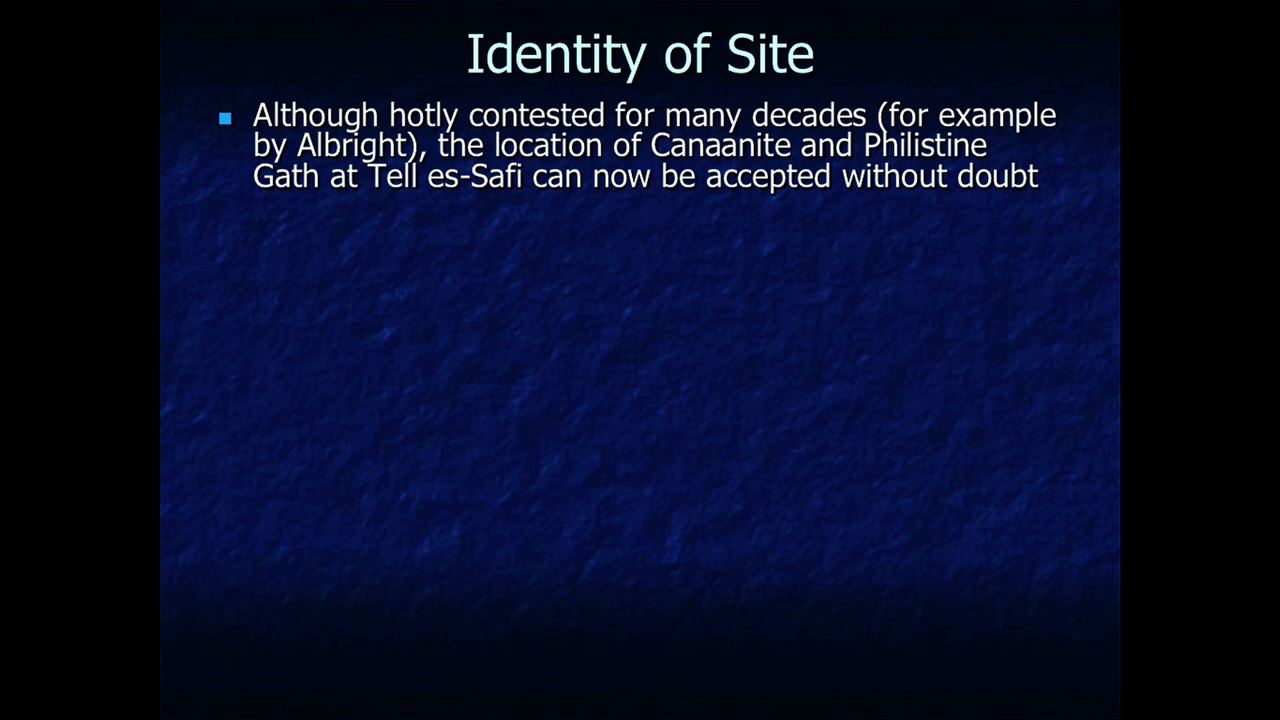 Identity of Site
Although hotly contested for many decades (for example
by Albright), the location of Canaanite and Philistine
Gath at Tell es-Safi can now be accepted without doubt